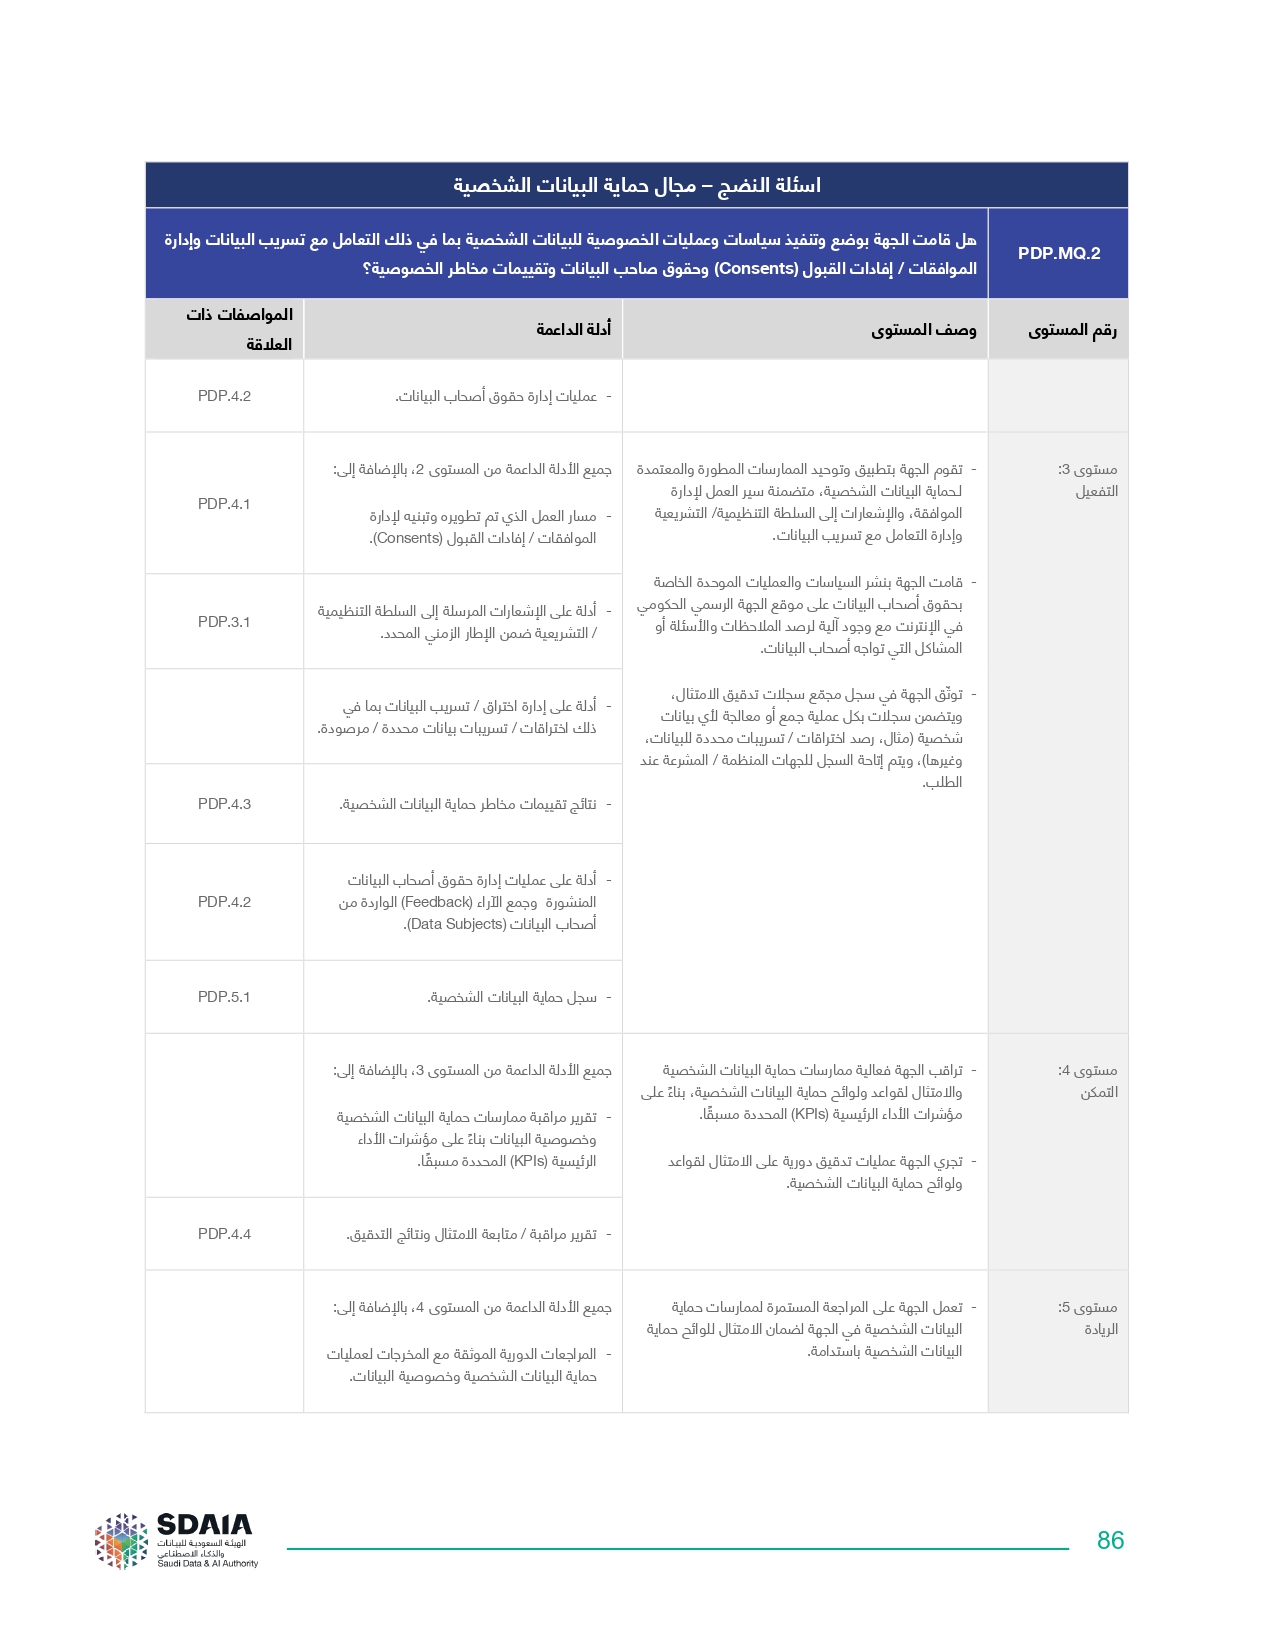 اسئلة النضج – مجال حماية البيانات الشخصية
PDP.MQ.2
هل قامت الجهة بوضع وتنفيذ سياسات وعمليات الخصوصية للبيانات الشخصية بما في ذلك التعامل مع تسريب البيانات وإدارة
الموافقات / إفادات القبول (Consents) وحقوق صاحب البيانات وتقييمات مخاطر الخصوصية؟
رقم المستوى
وصف المستوى
أدلة الداعمة
المواصفات ذات
العلاقة
- عمليات إدارة حقوق أصحاب البيانات.
PDP.4.2
مستوى 3:
التفعيل
- تقوم الجهة بتطبيق وتوحيد الممارسات المطورة والمعتمدة
لحماية البيانات الشخصية، متضمنة سير العمل لإدارة
الموافقة، والإشعارات إلى السلطة التنظيمية/ التشريعية
وإدارة التعامل مع تسريب البيانات.
- قامت الجهة بنشر السياسات والعمليات الموحدة الخاصة
بحقوق أصحاب البيانات على موقع الجهة الرسمي الحكومي
في الإنترنت مع وجود آلية لرصد الملاحظات والأسئلة أو
المشاكل التي تواجه أصحاب البيانات.
- توثّق الجهة في سجل مجمّع سجلات تدقيق الامتثال،
ويتضمن سجلات بكل عملية جمع أو معالجة لأي بيانات
شخصية (مثال، رصد اختراقات / تسريبات محددة للبيانات،
وغيرها)، ويتم إتاحة السجل للجهات المنظمة / المشرعة عند
الطلب.
جميع الأدلة الداعمة من المستوى 2، بالإضافة إلى:
- مسار العمل الذي تم تطويره وتبنيه لإدارة
الموافقات / إفادات القبول (Consents).
PDP.4.1
- أدلة على الإشعارات المرسلة إلى السلطة التنظيمية
/ التشريعية ضمن الإطار الزمني المحدد.
PDP.3.1
- أدلة على إدارة اختراق / تسريب البيانات بما في
ذلك اختراقات / تسريبات بيانات محددة / مرصودة.
- نتائج تقييمات مخاطر حماية البيانات الشخصية.
PDP.4.3
- أدلة على عمليات إدارة حقوق أصحاب البيانات
المنشورة وجمع الآراء (Feedback) الواردة من
أصحاب البيانات (Data Subjects).
PDP.4.2
- سجل حماية البيانات الشخصية.
PDP.5.1
مستوى 4:
التمكن
- تراقب الجهة فعالية ممارسات حماية البيانات الشخصية
والامتثال لقواعد ولوائح حماية البيانات الشخصية، بناءً على
مؤشرات الأداء الرئيسية (KPIs) المحددة مسبقًا.
- تجري الجهة عمليات تدقيق دورية على الامتثال لقواعد
ولوائح حماية البيانات الشخصية.
جميع الأدلة الداعمة من المستوى 3، بالإضافة إلى:
- تقرير مراقبة ممارسات حماية البيانات الشخصية
وخصوصية البيانات بناءً على مؤشرات الأداء
الرئيسية (KPIs) المحددة مسبقًا.
- تقرير مراقبة / متابعة الامتثال ونتائج التدقيق.
PDP.4.4
مستوى 5:
الريادة
- تعمل الجهة على المراجعة المستمرة لممارسات حماية
البيانات الشخصية في الجهة لضمان الامتثال للوائح حماية
البيانات الشخصية باستدامة.
جميع الأدلة الداعمة من المستوى 4، بالإضافة إلى:
- المراجعات الدورية الموثقة مع المخرجات لعمليات
حماية البيانات الشخصية وخصوصية البيانات.
SDAIA
الهيئة السعودية للبيانات
والذكاء الاصطناعي
Saudi Data & AI Authority
86